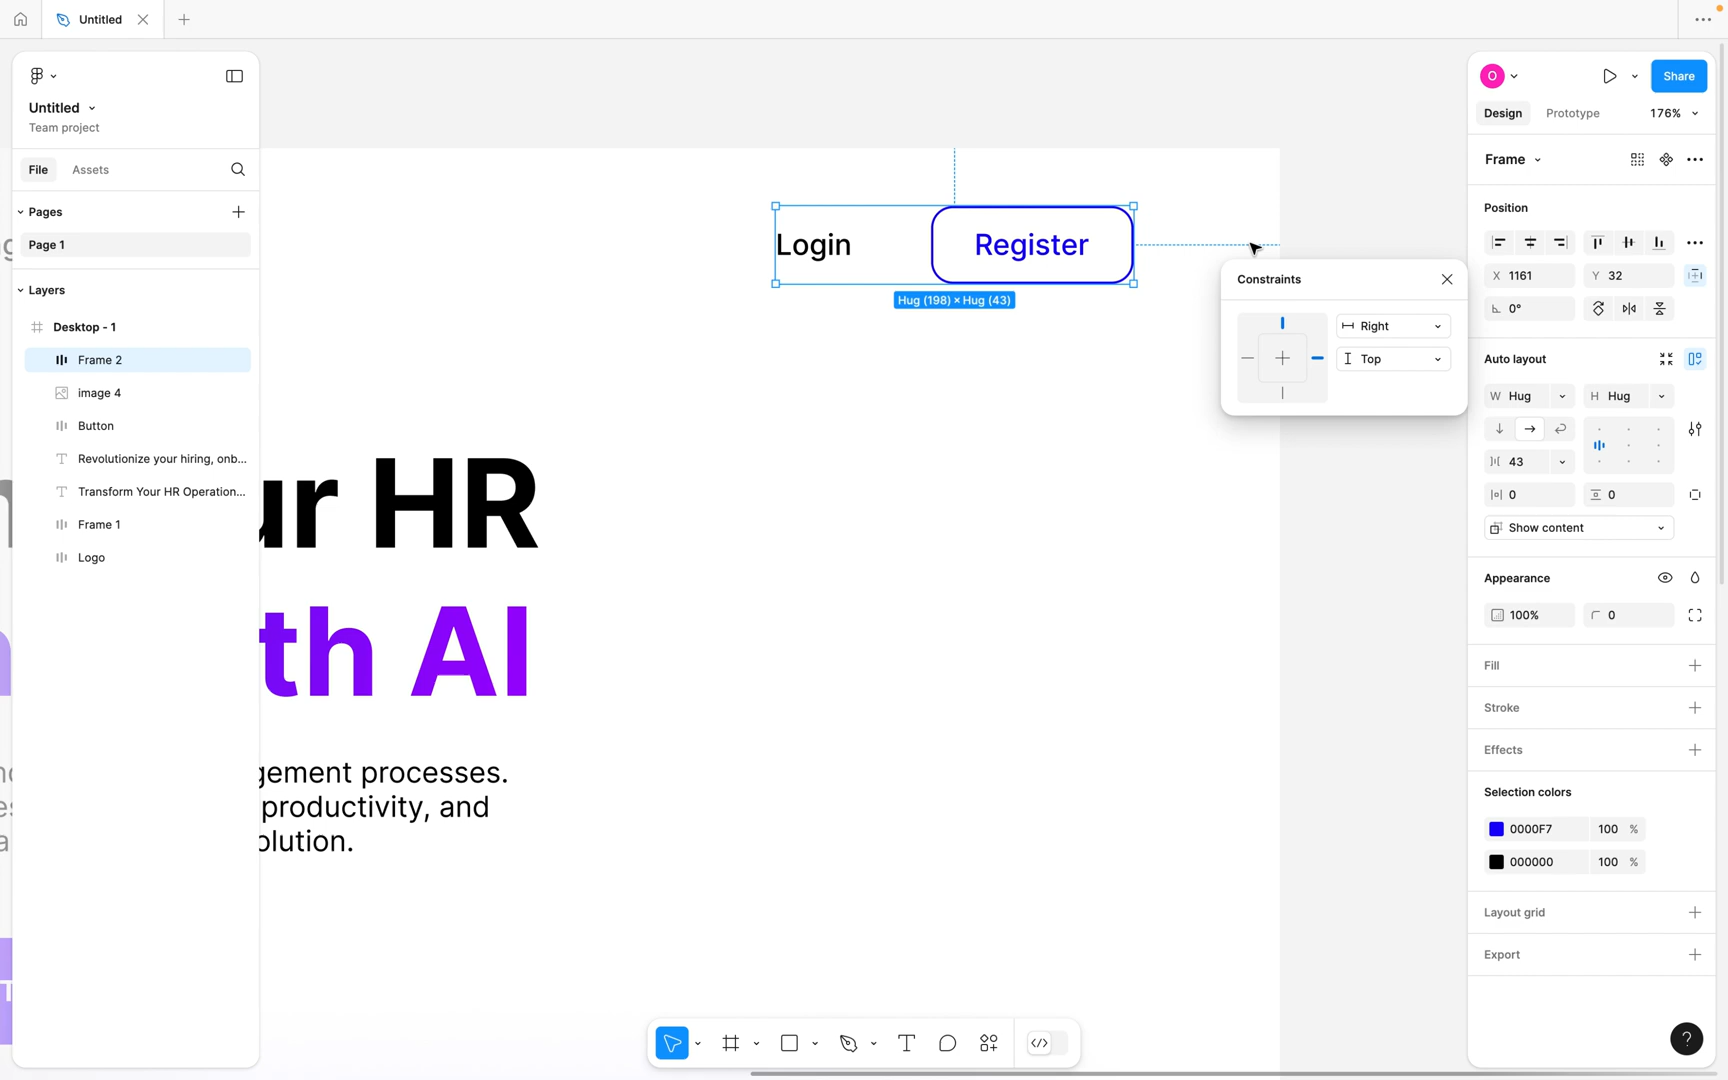 Untitled
Untitled
Team project
File
Assets
Pages
Page 1
Layers
Desktop - 1
Frame 2
image 4
Button
Revolutionize your hiring, onb...
Transform Your HR Operation...
Frame 1
Logo
Login
Register
Hug (198) × Hug (43)
ur HR
th AI
gement processes.
productivity, and
olution.
Constraints
Right
Top
O
Share
Design
Prototype
176%
Frame
Position
X 1161
Y 32
0°
Auto layout
W Hug
H Hug
43
0
0
Show content
Appearance
100%
0
Fill
Stroke
Effects
Selection colors
0000F7 100 %
000000 100 %
Layout grid
Export
?